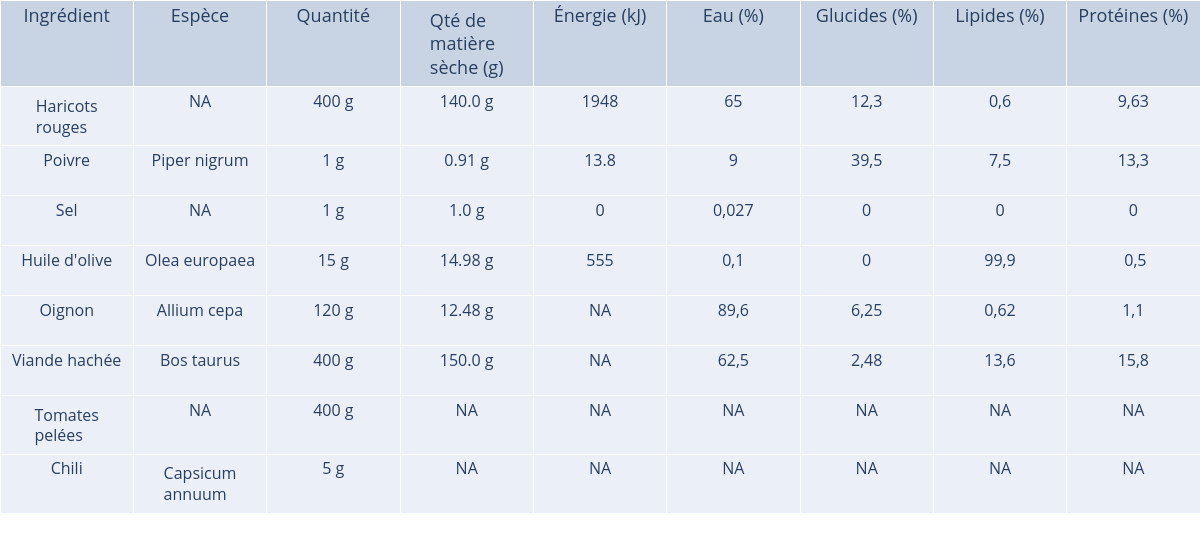 Ingrédient Espèce Quantité Qté de matière sèche (g) Énergie (kJ) Eau (%) Glucides (%) Lipides (%) Protéines (%)
Haricots rouges NA 400 g 140.0 g 1948 65 12,3 0,6 9,63
Poivre Piper nigrum 1 g 0.91 g 13.8 9 39,5 7,5 13,3
Sel NA 1 g 1.0 g 0 0,027 0 0 0
Huile d'olive Olea europaea 15 g 14.98 g 555 0,1 0 99,9 0,5
Oignon Allium cepa 120 g 12.48 g NA 89,6 6,25 0,62 1,1
Viande hachée Bos taurus 400 g 150.0 g NA 62,5 2,48 13,6 15,8
Tomates pelées NA 400 g NA NA NA NA NA NA
Chili Capsicum annuum 5 g NA NA NA NA NA NA